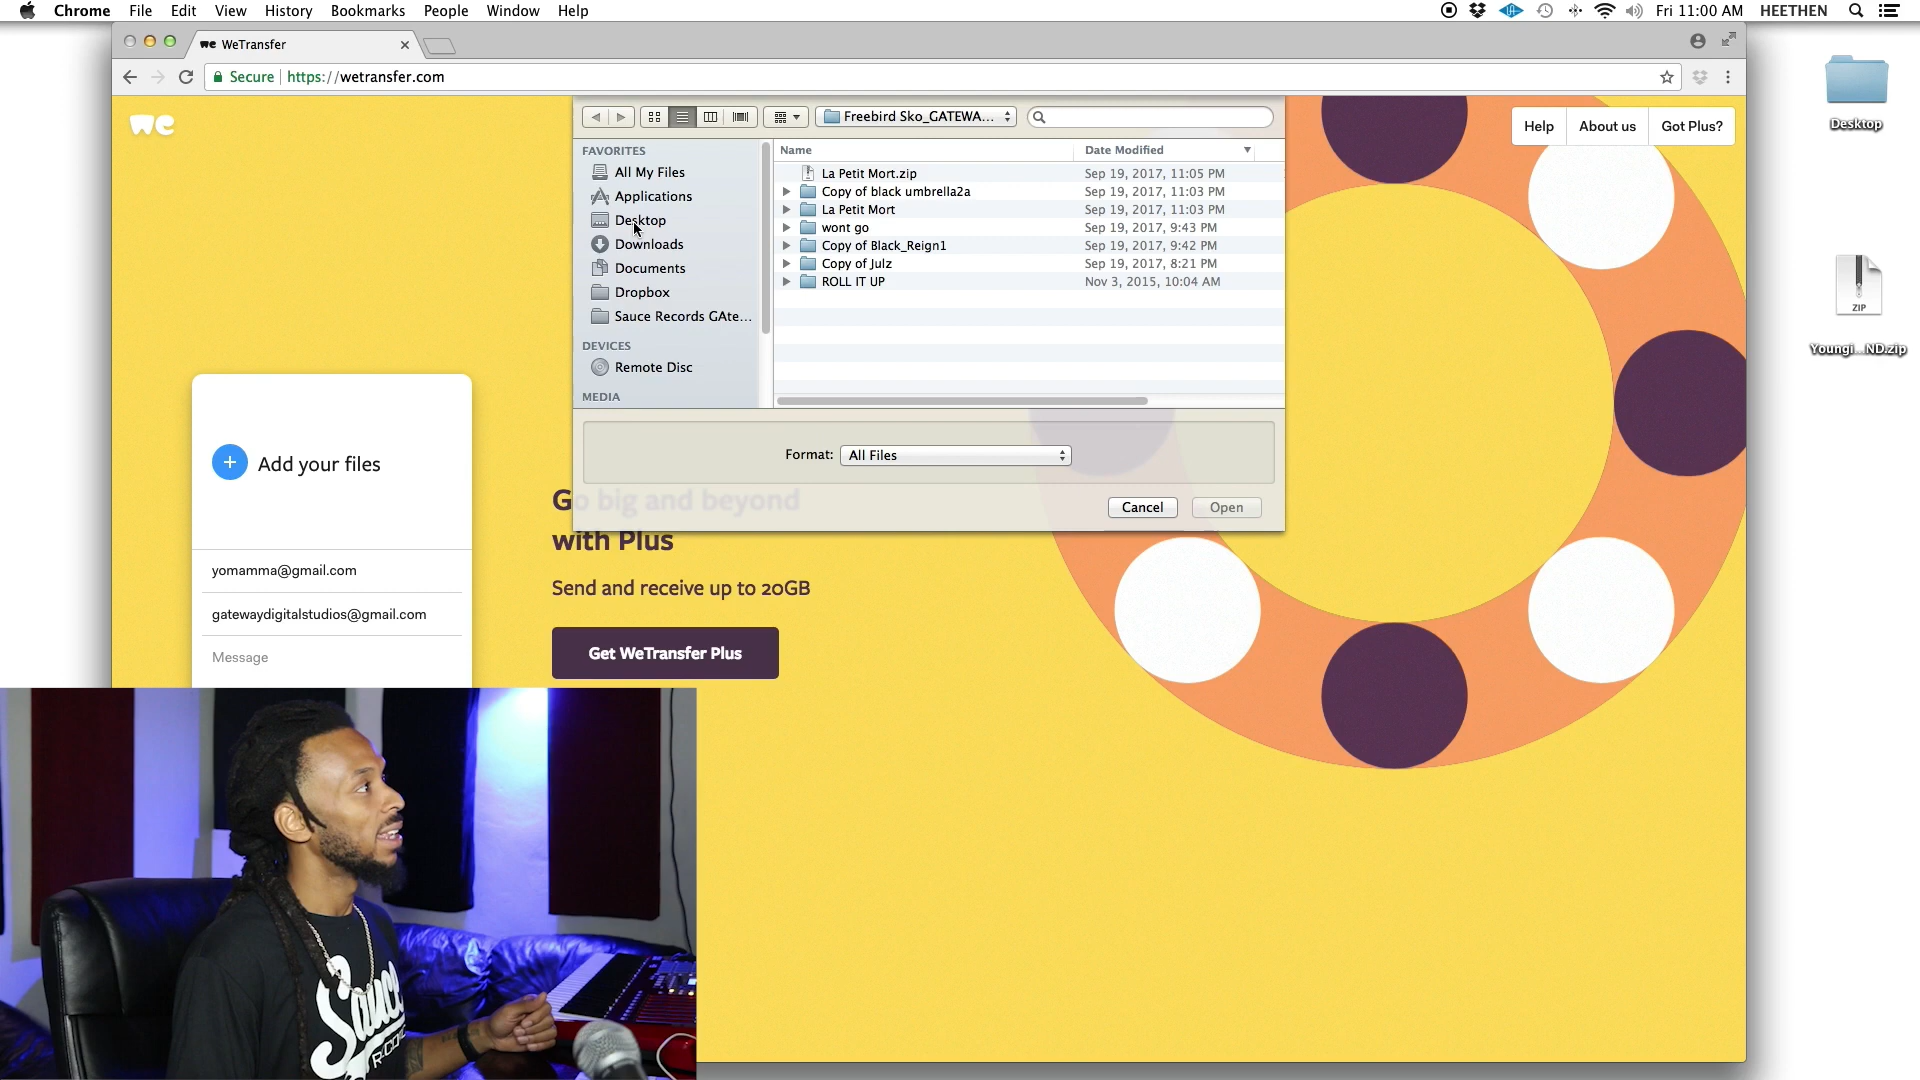 Chrome File Edit View History Bookmarks People Window Help
Fri 11:00 AM HEETHEN
we WeTransfer
Secure https://wetransfer.com
we
Help About us Got Plus?
Freebird Sko_GATEWA...
FAVORITES
All My Files
Applications
Desktop
Downloads
Documents
Dropbox
Sauce Records GAte...
DEVICES
Remote Disc
MEDIA
Name Date Modified
La Petit Mort.zip Sep 19, 2017, 11:05 PM
Copy of black umbrella2a Sep 19, 2017, 11:03 PM
La Petit Mort Sep 19, 2017, 11:03 PM
wont go Sep 19, 2017, 9:43 PM
Copy of Black_Reign1 Sep 19, 2017, 9:42 PM
Copy of Julz Sep 19, 2017, 8:21 PM
ROLL IT UP Nov 3, 2015, 10:04 AM
Format: All Files
Cancel Open
Desktop
ZIP
Youngi...ND.zip
Add your files
yomamma@gmail.com
gatewaydigitalstudios@gmail.com
Message
Go big and beyond
with Plus
Send and receive up to 20GB
Get WeTransfer Plus
Sauce